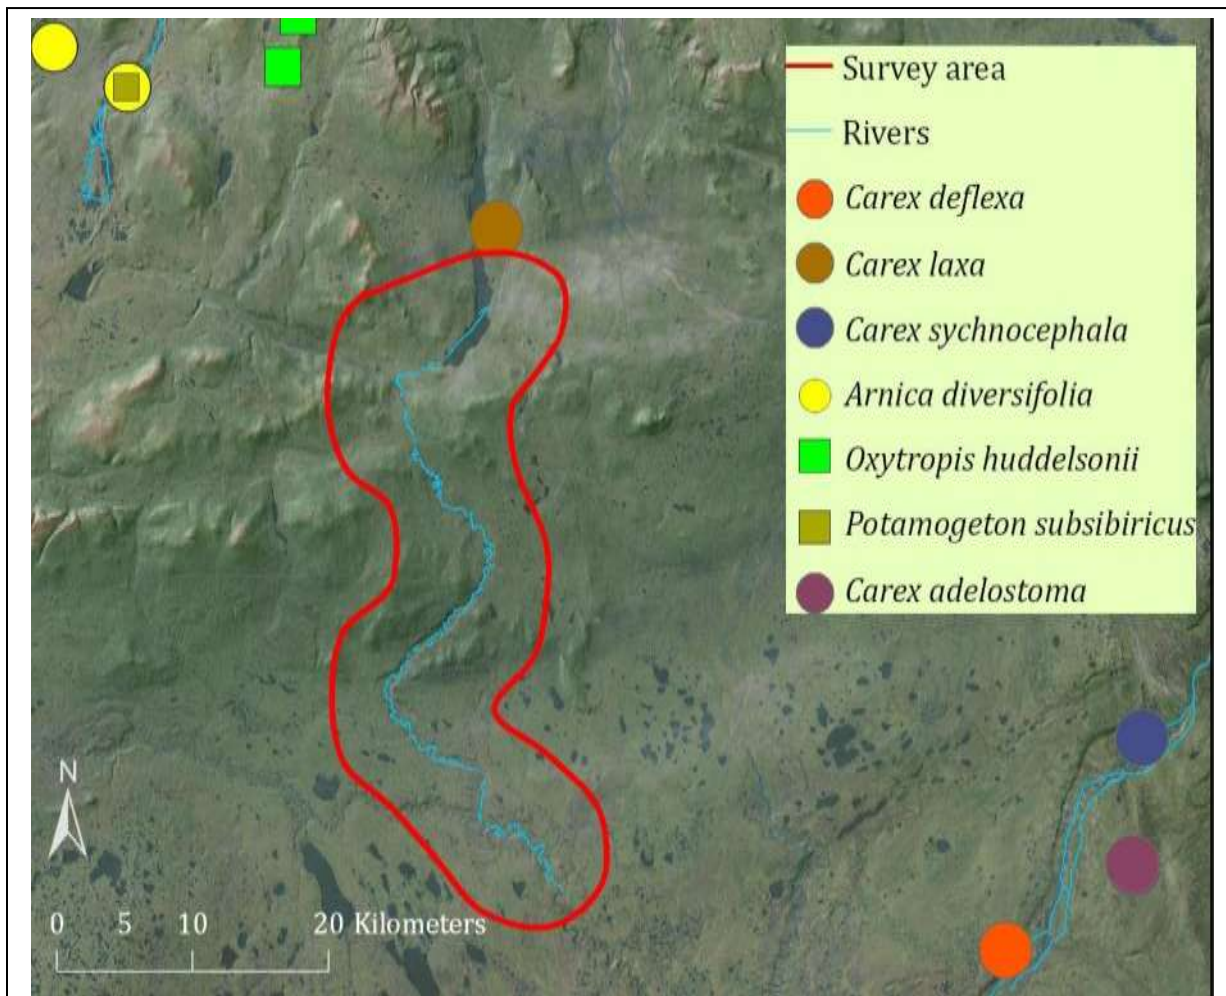 Survey area
Rivers
Carex deflexa
Carex laxa
Carex sychnocephala
Arnica diversifolia
Oxytropis huddelsonii
Potamogeton subsibiricus
Carex adelostoma
N
0 5 10 20 Kilometers